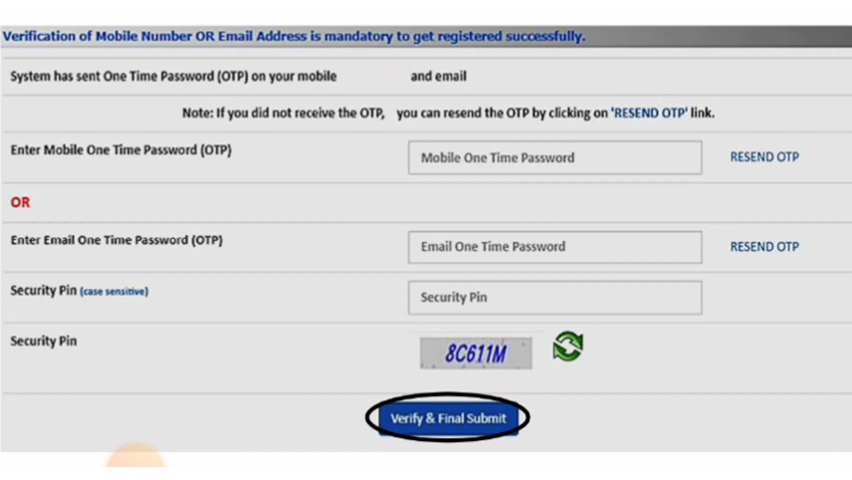 Verification of Mobile Number OR Email Address is mandatory to get registered successfully.
System has sent One Time Password (OTP) on your mobile and email
Note: If you did not receive the OTP, you can resend the OTP by clicking on 'RESEND OTP' link.
Enter Mobile One Time Password (OTP) Mobile One Time Password RESEND OTP
OR
Enter Email One Time Password (OTP) Email One Time Password RESEND OTP
Security Pin (case sensitive) Security Pin
Security Pin 8C611M
Verify & Final Submit